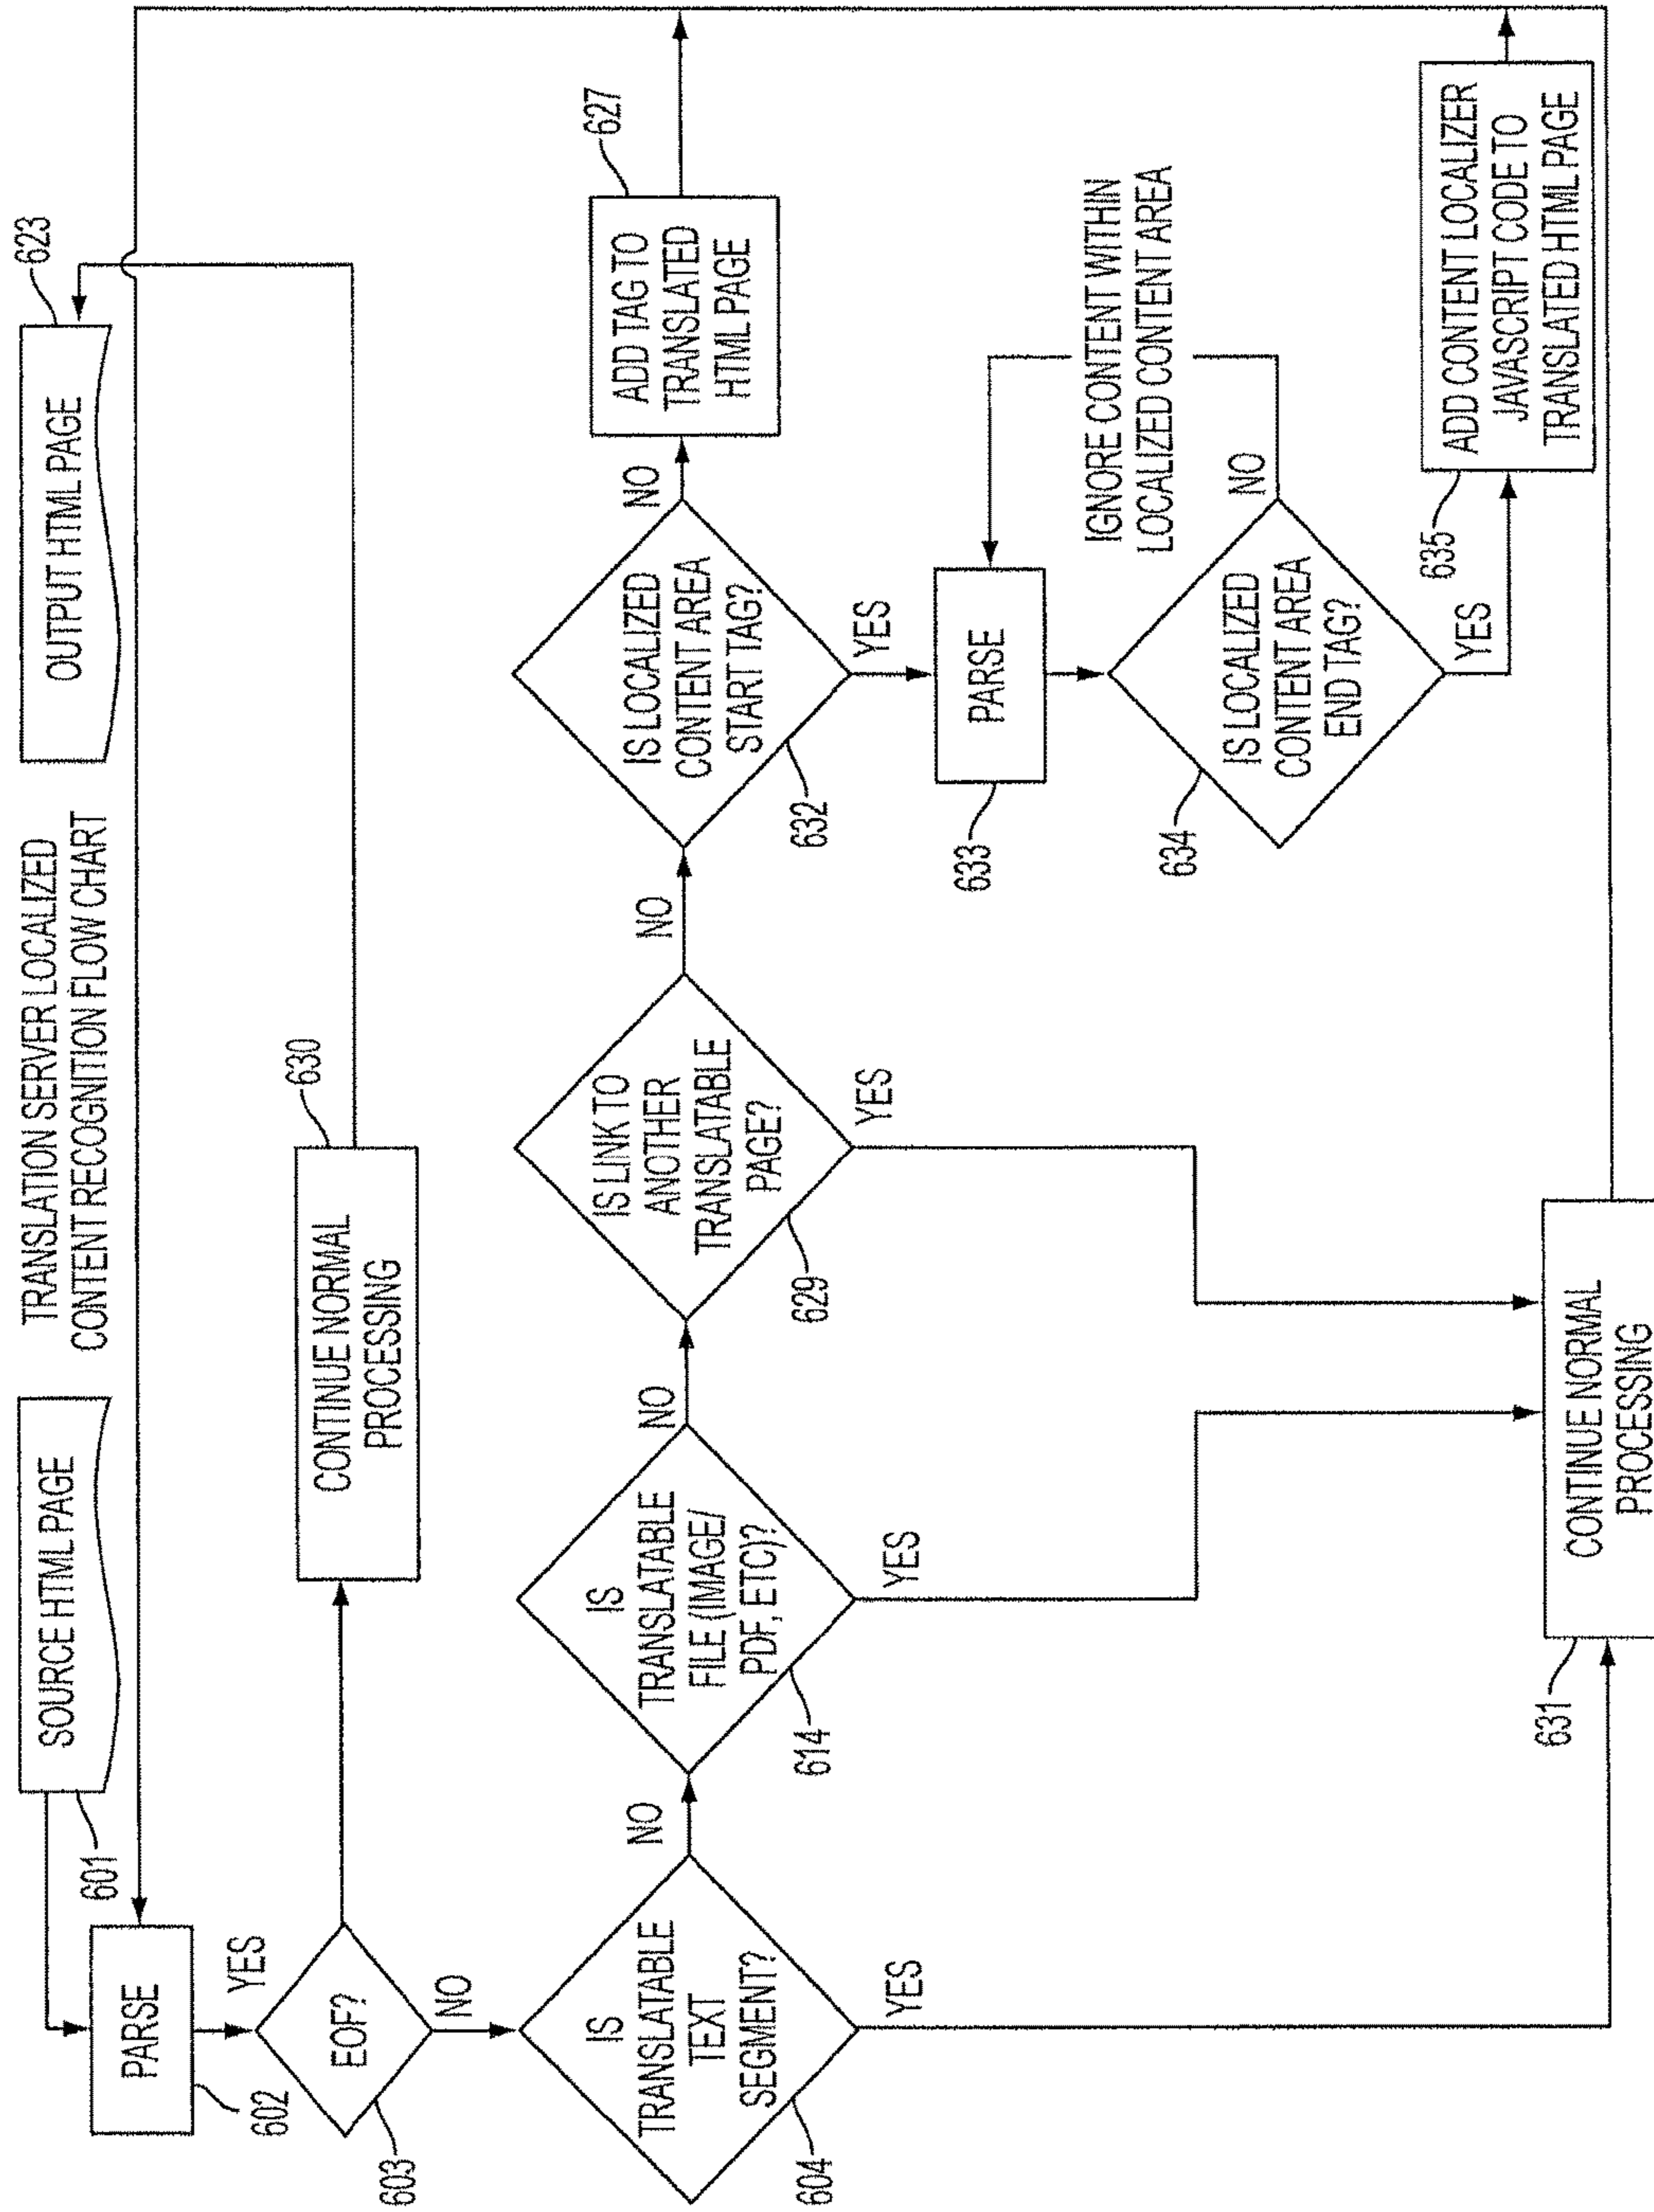 TRANSLATION SERVER LOCALIZED
CONTENT RECOGNITION FLOW CHART
SOURCE HTML PAGE
601
OUTPUT HTML PAGE
623
PARSE
602
YES
EOF?
603
NO
CONTINUE NORMAL
PROCESSING
630
IS
TRANSLATABLE
TEXT
SEGMENT?
604
NO
YES
IS
TRANSLATABLE
FILE (IMAGE/
PDF, ETC)?
614
NO
YES
IS LINK TO
ANOTHER
TRANSLATABLE
PAGE?
629
NO
YES
IS LOCALIZED
CONTENT AREA
START TAG?
632
NO
YES
ADD TAG TO
TRANSLATED
HTML PAGE
627
PARSE
633
IGNORE CONTENT WITHIN
LOCALIZED CONTENT AREA
IS LOCALIZED
CONTENT AREA
END TAG?
634
NO
YES
635
ADD CONTENT LOCALIZER
JAVASCRIPT CODE TO
TRANSLATED HTML PAGE
CONTINUE NORMAL
PROCESSING
631